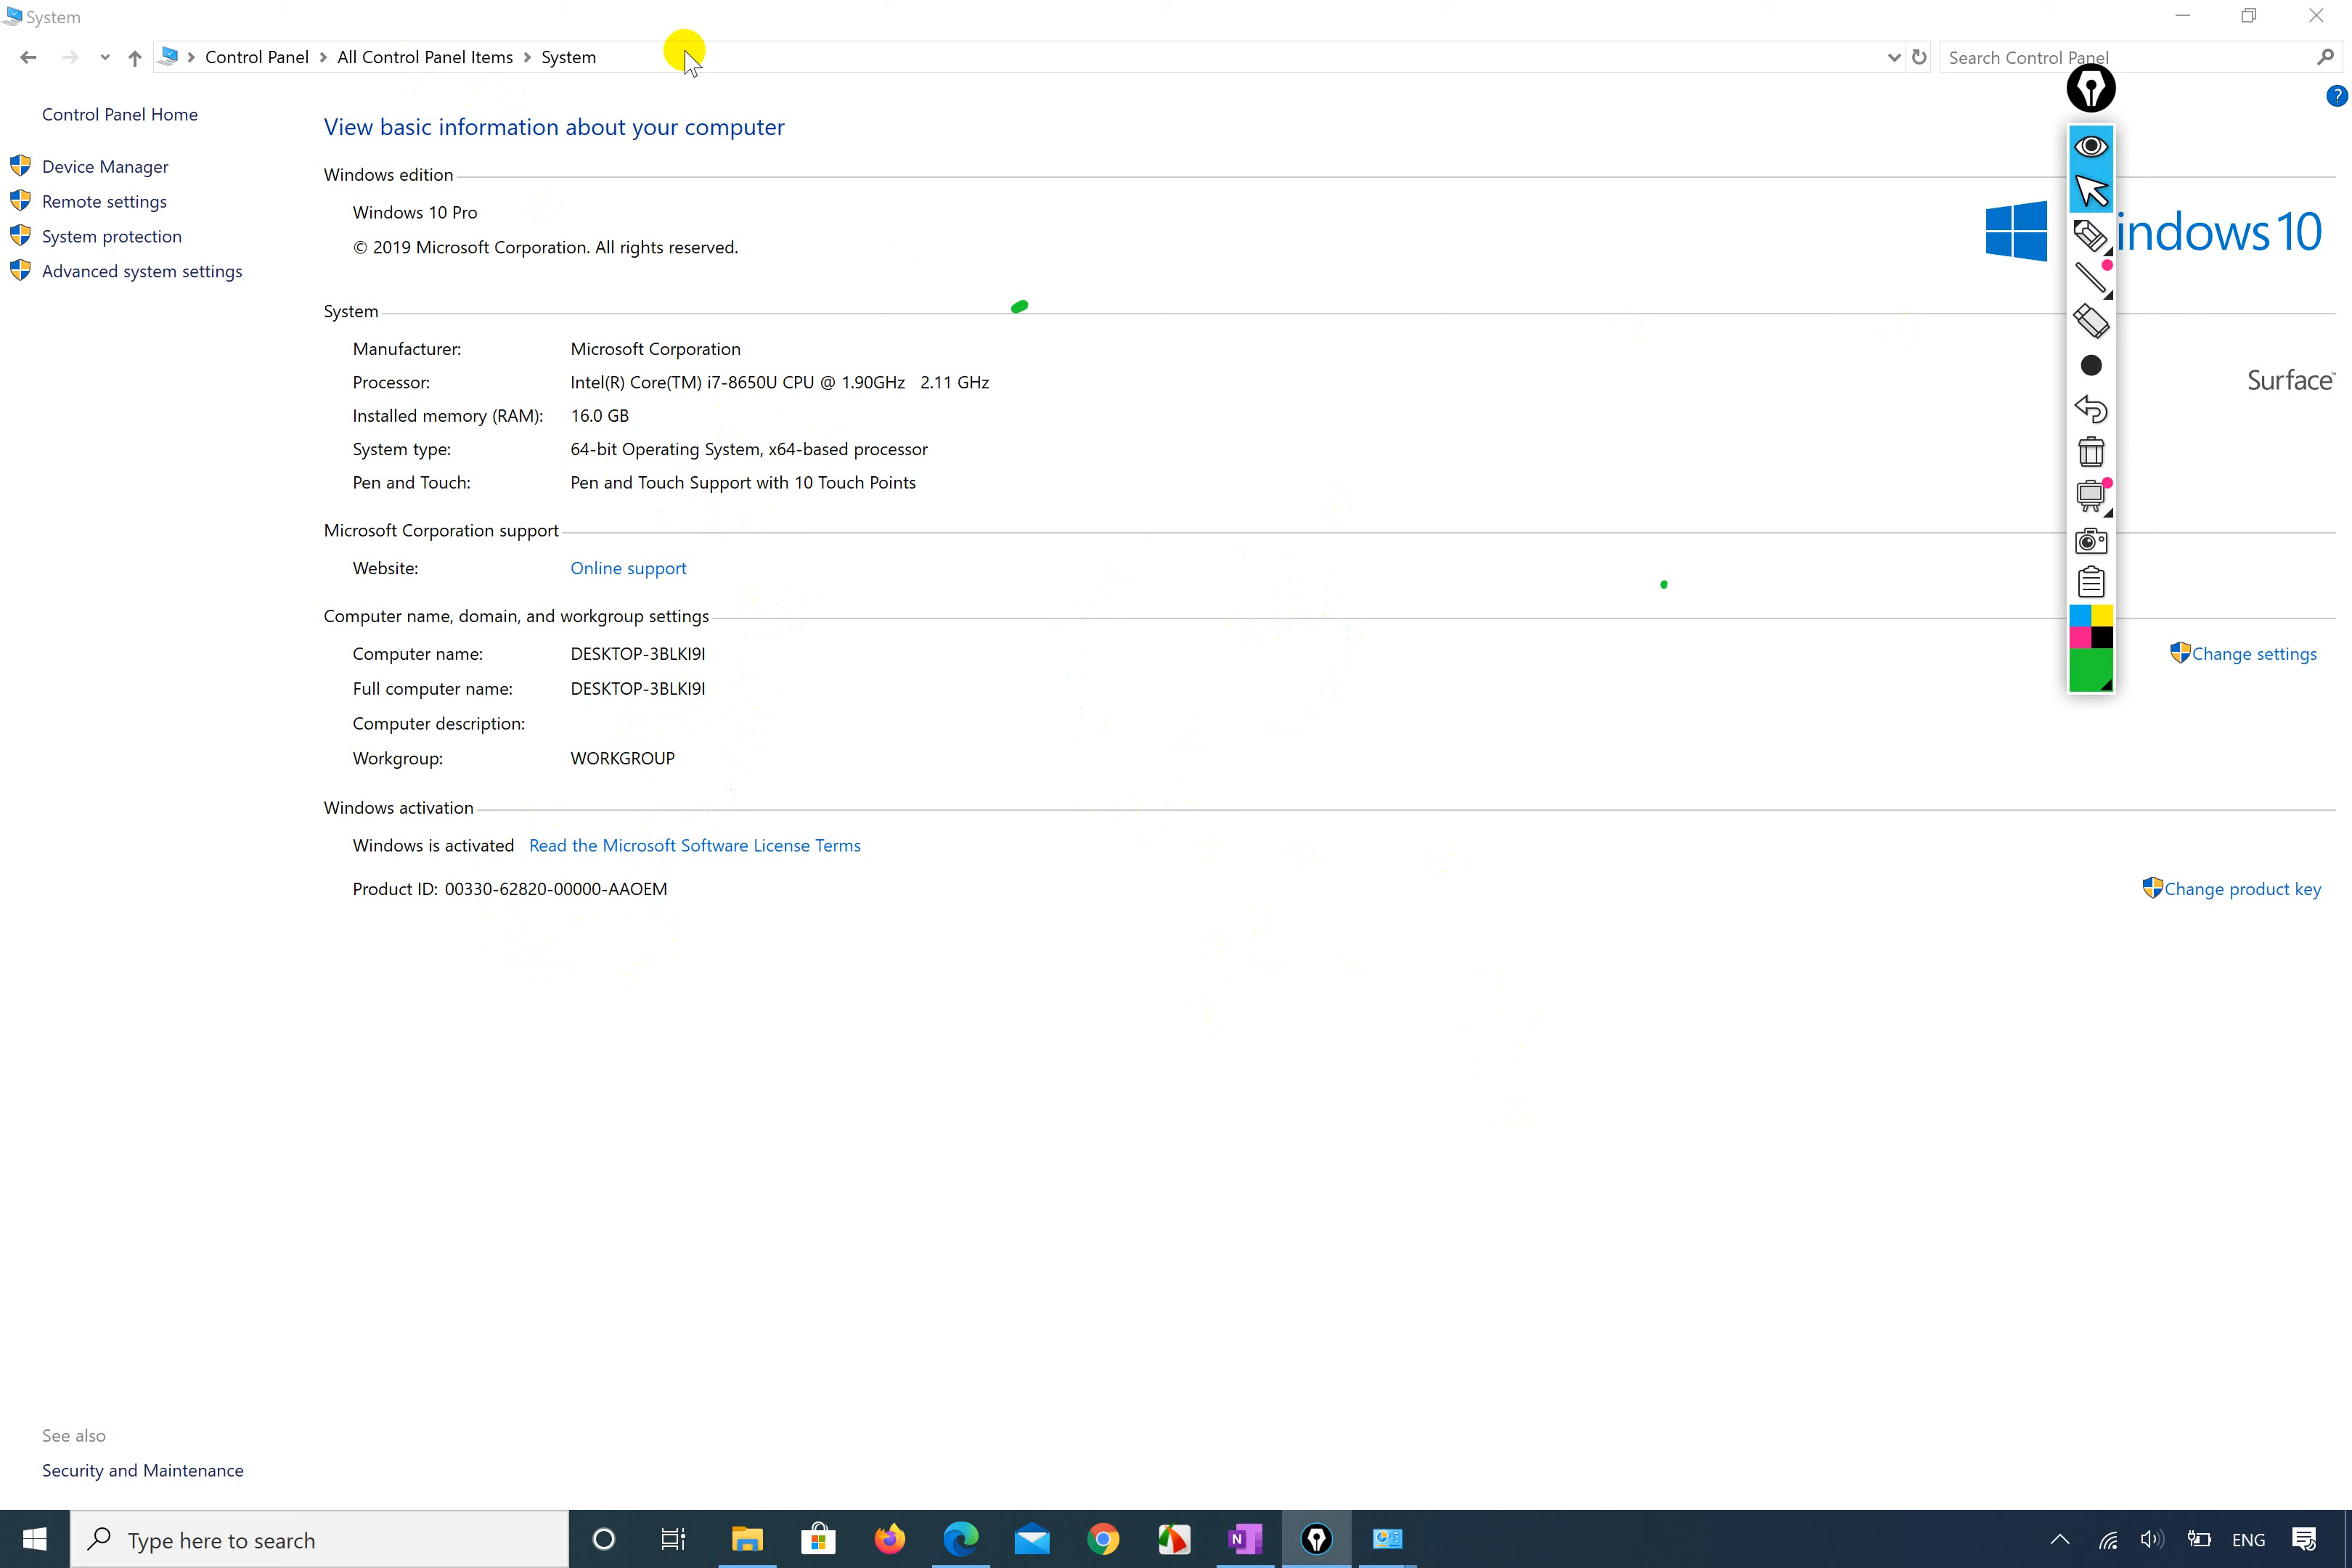 System
Control Panel > All Control Panel Items > System
Search Control Panel
Control Panel Home
Device Manager
Remote settings
System protection
Advanced system settings
View basic information about your computer
Windows edition
Windows 10 Pro
© 2019 Microsoft Corporation. All rights reserved.
indows 10
System
Manufacturer: Microsoft Corporation
Processor: Intel(R) Core(TM) i7-8650U CPU @ 1.90GHz 2.11 GHz
Installed memory (RAM): 16.0 GB
System type: 64-bit Operating System, x64-based processor
Pen and Touch: Pen and Touch Support with 10 Touch Points
Surface™
Microsoft Corporation support
Website: Online support
Computer name, domain, and workgroup settings
Computer name: DESKTOP-3BLKI9I
Change settings
Full computer name: DESKTOP-3BLKI9I
Computer description:
Workgroup: WORKGROUP
Windows activation
Windows is activated Read the Microsoft Software License Terms
Product ID: 00330-62820-00000-AAOEM
Change product key
See also
Security and Maintenance
Type here to search
ENG